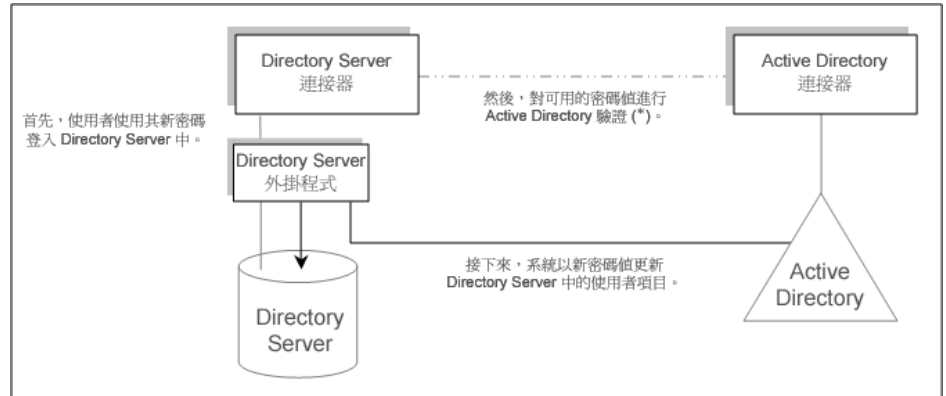 Directory Server
連接器
Active Directory
連接器
首先，使用者使用其新密碼
登入 Directory Server 中。
然後，對可用的密碼值進行
Active Directory 驗證 (*)。
Directory Server
外掛程式
接下來，系統以新密碼值更新
Directory Server 中的使用者項目。
Directory
Server
Active
Directory